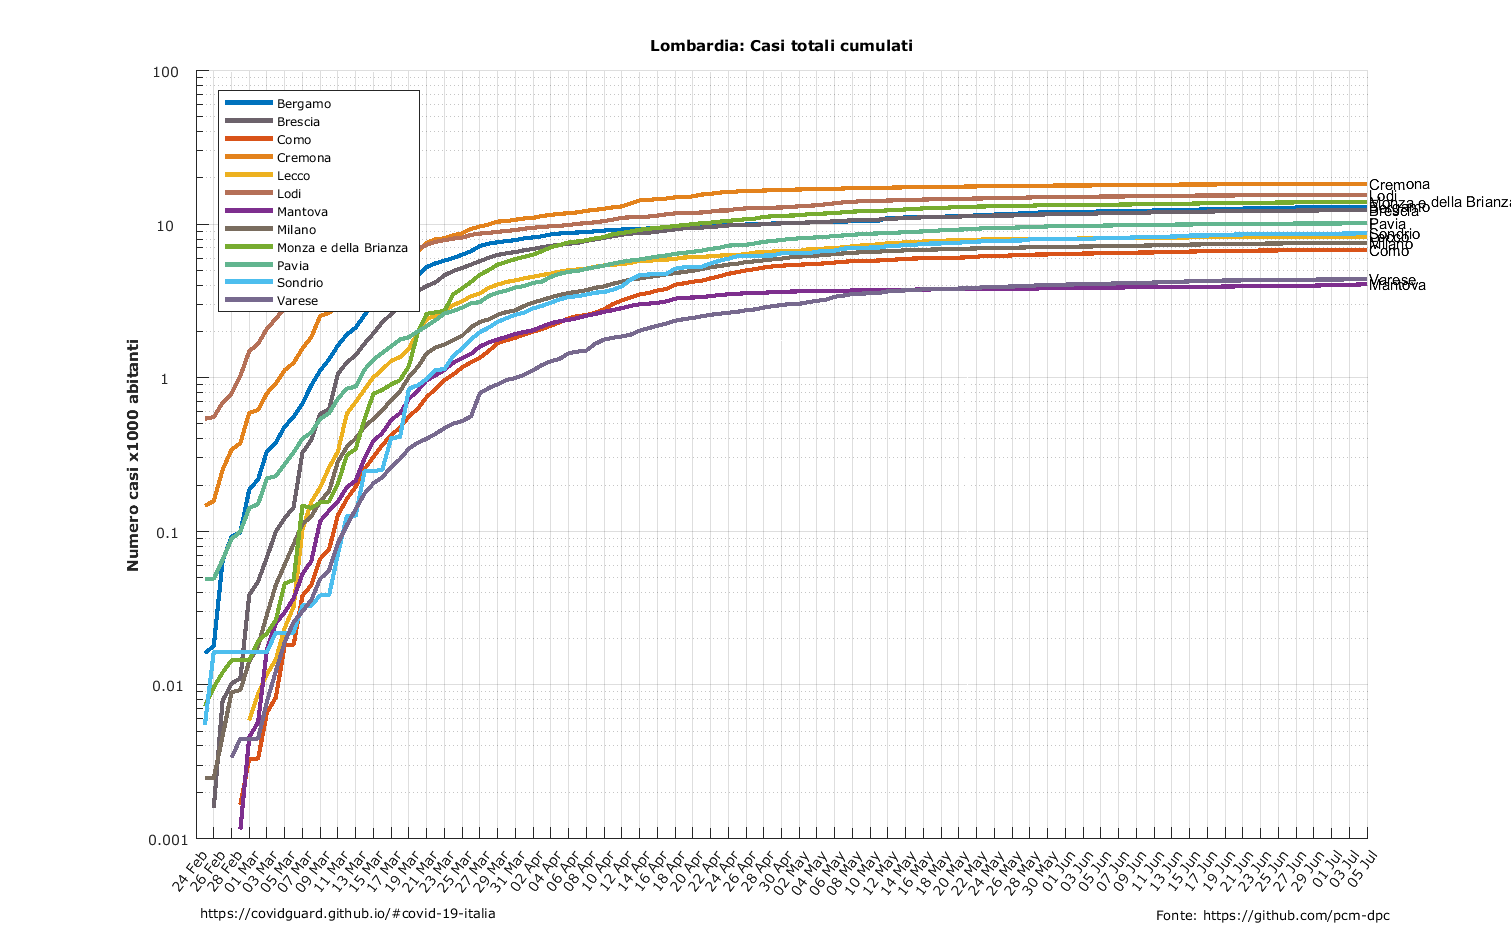 Lombardia: Casi totali cumulati
Numero casi x1000 abitanti
100
10
1
0.1
0.01
0.001
Bergamo
Brescia
Como
Cremona
Lecco
Lodi
Mantova
Milano
Monza e della Brianza
Pavia
Sondrio
Varese
Cremona
Lodi
Monza e della Brianza
Bergamo
Brescia
Pavia
Sondrio
Lecco
Milano
Como
Varese
Mantova
24 Feb
26 Feb
28 Feb
01 Mar
03 Mar
05 Mar
07 Mar
09 Mar
11 Mar
13 Mar
15 Mar
17 Mar
19 Mar
21 Mar
23 Mar
25 Mar
27 Mar
29 Mar
31 Mar
02 Apr
04 Apr
06 Apr
08 Apr
10 Apr
12 Apr
14 Apr
16 Apr
18 Apr
20 Apr
22 Apr
24 Apr
26 Apr
28 Apr
30 Apr
02 May
04 May
06 May
08 May
10 May
12 May
14 May
16 May
18 May
20 May
22 May
24 May
26 May
28 May
30 May
01 Jun
03 Jun
05 Jun
07 Jun
09 Jun
11 Jun
13 Jun
15 Jun
17 Jun
19 Jun
21 Jun
23 Jun
25 Jun
27 Jun
29 Jun
01 Jul
03 Jul
05 Jul
https://covidguard.github.io/#covid-19-italia
Fonte: https://github.com/pcm-dpc